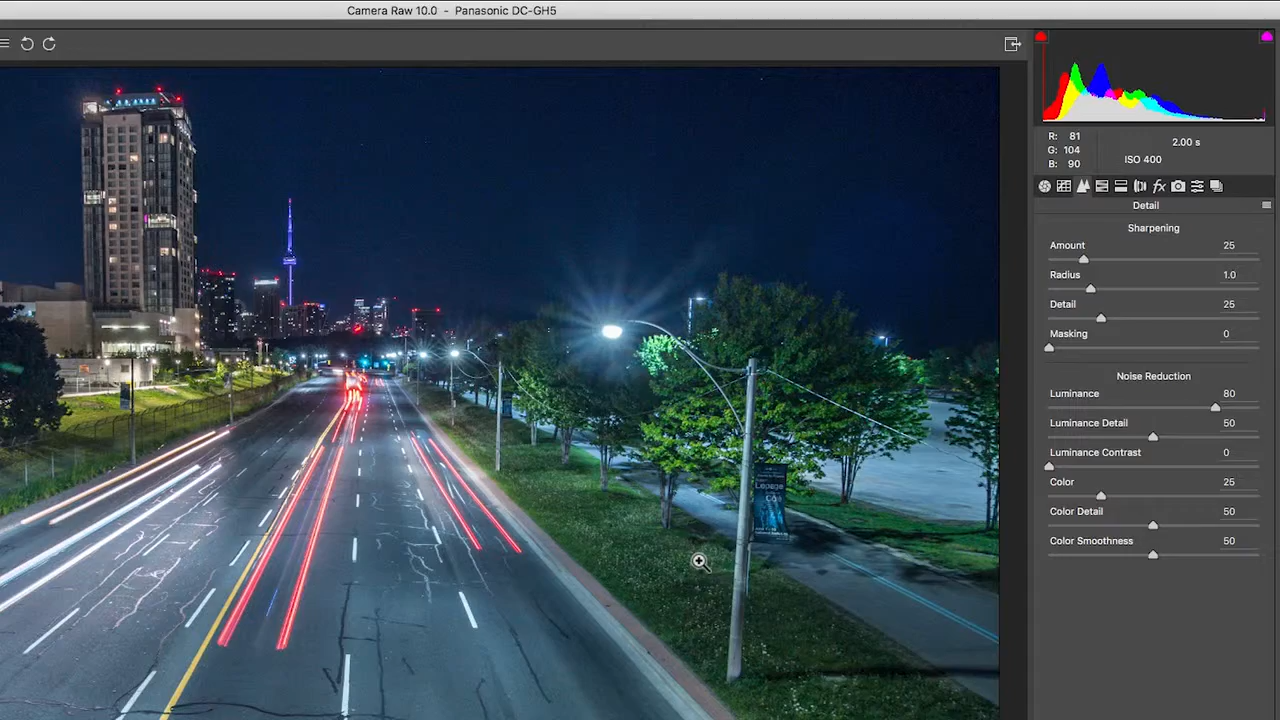 Camera Raw 10.0 - Panasonic DC-GH5
R: 81
G: 104
B: 90
2.00 s
ISO 400
fx
Detail
Sharpening
Amount 25
Radius 1.0
Detail 25
Masking 0
Noise Reduction
Luminance 80
Luminance Detail 50
Luminance Contrast 0
Color 25
Color Detail 50
Color Smoothness 50